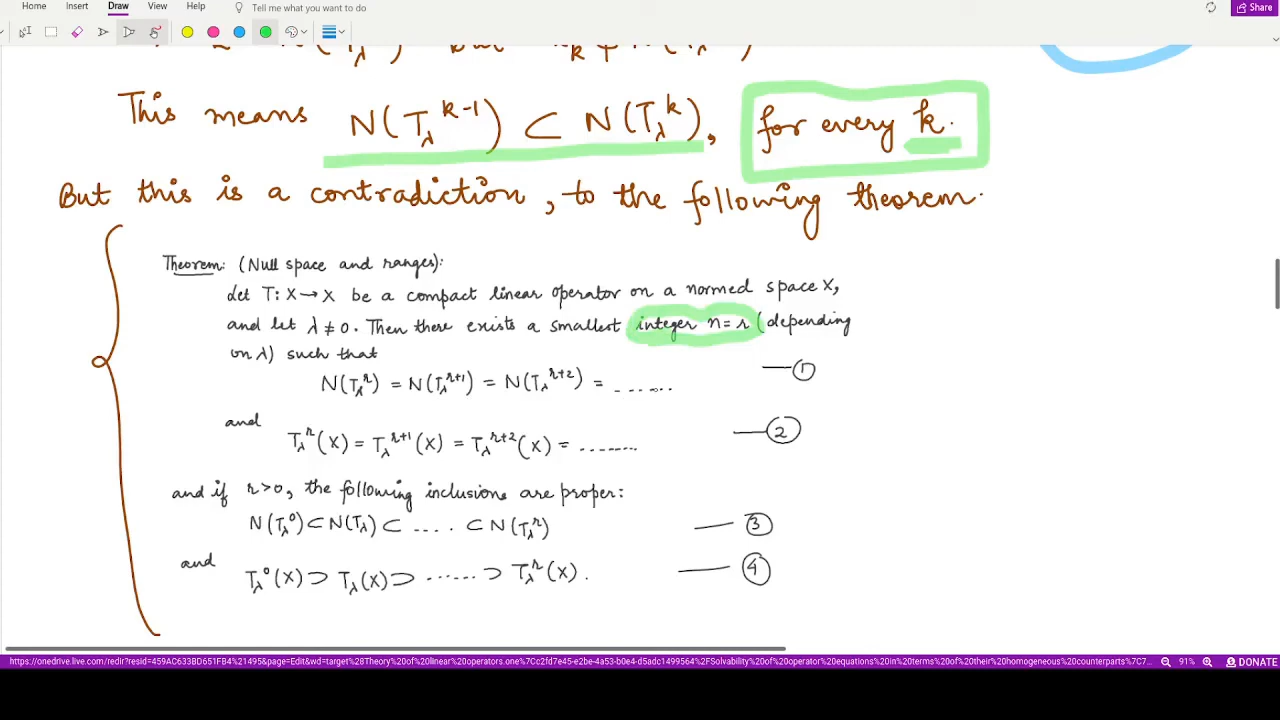 Home Insert Draw View Help Tell me what you want to do Share
This means N(T_λ^{k-1}) ⊂ N(T_λ^k), for every k.
But this is a contradiction, to the following theorem.
Theorem: (Null space and ranges):
Let T: X→X be a compact linear operator on a normed space X,
and let λ≠0. Then there exists a smallest integer n=r (depending
on λ) such that
N(T_λ^r) = N(T_λ^{r+1}) = N(T_λ^{r+2}) = ........ —①
and
T_λ^r(X) = T_λ^{r+1}(X) = T_λ^{r+2}(X) = ........ —②
and if r>0, the following inclusions are proper:
N(T_λ^0) ⊂ N(T_λ) ⊂ ..... ⊂ N(T_λ^r) —③
and
T_λ^0(X) ⊃ T_λ(X) ⊃ ...... ⊃ T_λ^r(X). —④
91% DONATE